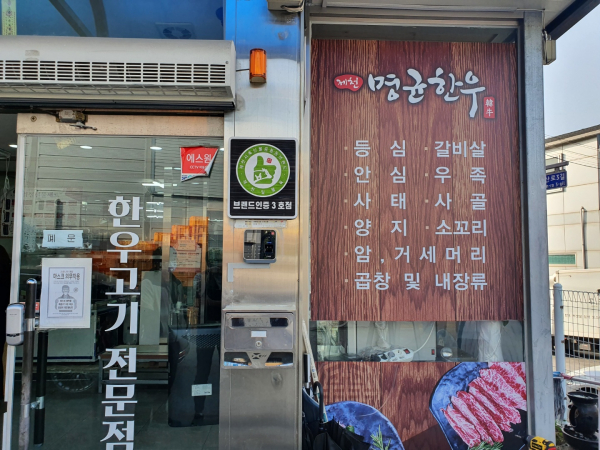 제천 명균한우
韓牛
· 등 심 · 갈비살
· 안 심 · 우 족
· 사 태 · 사 골
· 양 지 · 소꼬리
· 암 , 거 세 머 리
· 곱창 및 내장류
에스원
브랜드인증 3 호점
한우고기 전문점